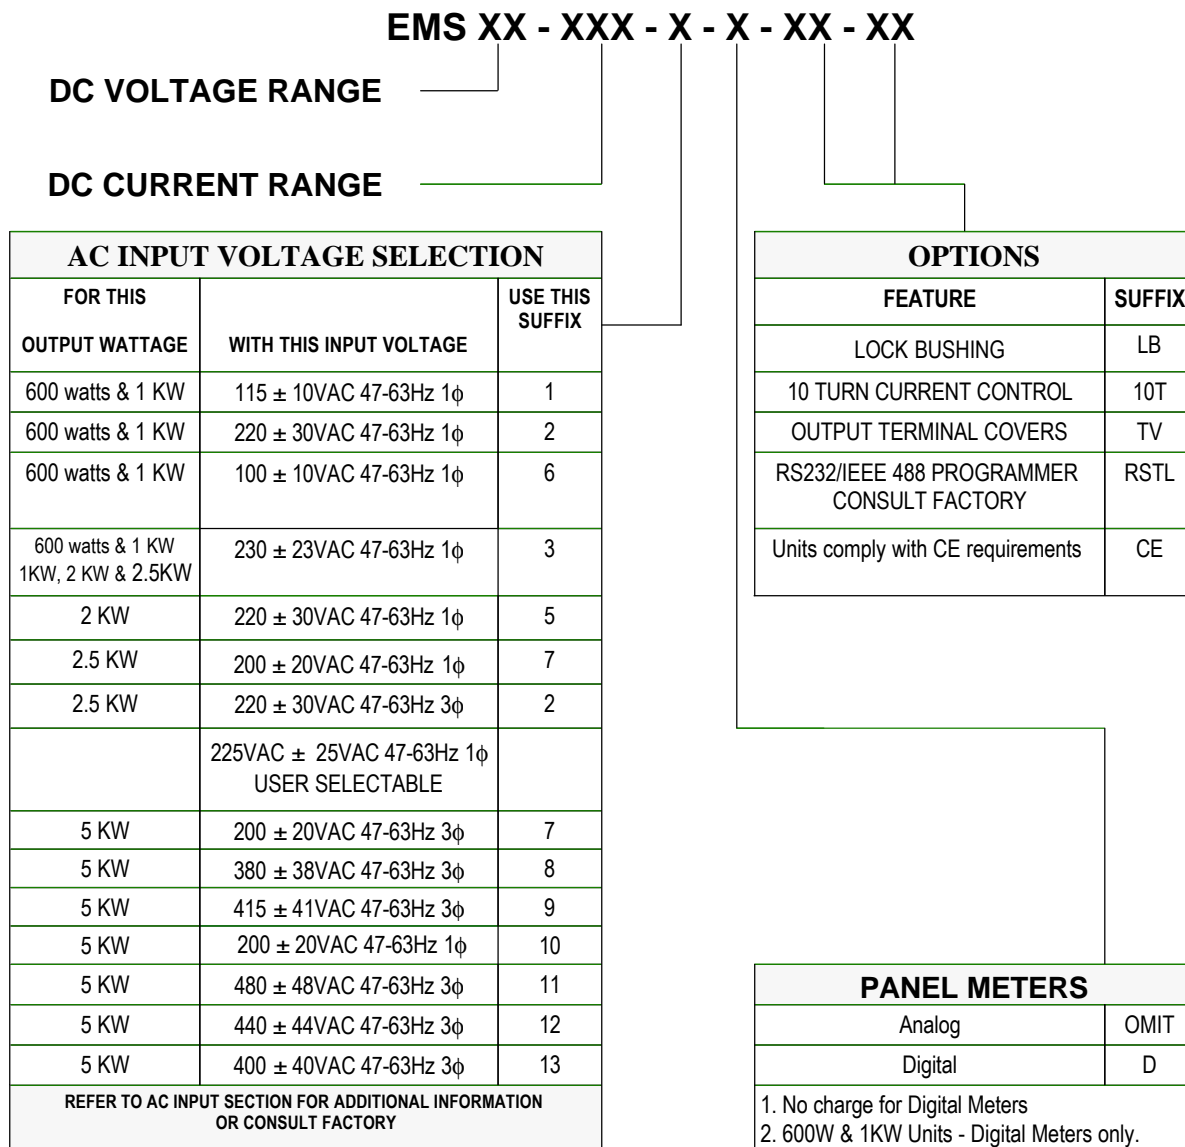 EMS XX - XXX - X - X - XX - XX
DC VOLTAGE RANGE
DC CURRENT RANGE
AC INPUT VOLTAGE SELECTION
FOR THIS
OUTPUT WATTAGE
WITH THIS INPUT VOLTAGE
USE THIS
SUFFIX
600 watts & 1 KW 115 ± 10VAC 47-63Hz 1ϕ 1
600 watts & 1 KW 220 ± 30VAC 47-63Hz 1ϕ 2
600 watts & 1 KW 100 ± 10VAC 47-63Hz 1ϕ 6
600 watts & 1 KW 230 ± 23VAC 47-63Hz 1ϕ 3
1KW, 2 KW & 2.5KW
2 KW 220 ± 30VAC 47-63Hz 1ϕ 5
2.5 KW 200 ± 20VAC 47-63Hz 1ϕ 7
2.5 KW 220 ± 30VAC 47-63Hz 3ϕ 2
225VAC ± 25VAC 47-63Hz 1ϕ
USER SELECTABLE
5 KW 200 ± 20VAC 47-63Hz 3ϕ 7
5 KW 380 ± 38VAC 47-63Hz 3ϕ 8
5 KW 415 ± 41VAC 47-63Hz 3ϕ 9
5 KW 200 ± 20VAC 47-63Hz 1ϕ 10
5 KW 480 ± 48VAC 47-63Hz 3ϕ 11
5 KW 440 ± 44VAC 47-63Hz 3ϕ 12
5 KW 400 ± 40VAC 47-63Hz 3ϕ 13
REFER TO AC INPUT SECTION FOR ADDITIONAL INFORMATION
OR CONSULT FACTORY
OPTIONS
FEATURE SUFFIX
LOCK BUSHING LB
10 TURN CURRENT CONTROL 10T
OUTPUT TERMINAL COVERS TV
RS232/IEEE 488 PROGRAMMER RSTL
CONSULT FACTORY
Units comply with CE requirements CE
PANEL METERS
Analog OMIT
Digital D
1. No charge for Digital Meters
2. 600W & 1KW Units - Digital Meters only.